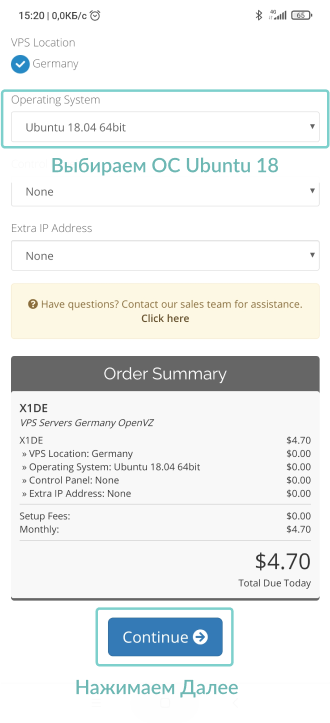 15:20 | 0,0КБ/с
4G
65
VPS Location
Germany
Operating System
Ubuntu 18.04 64bit
Выбираем ОС Ubuntu 18
None
Extra IP Address
None
Have questions? Contact our sales team for assistance.
Click here
Order Summary
X1DE
VPS Servers Germany OpenVZ
X1DE $4.70
» VPS Location: Germany $0.00
» Operating System: Ubuntu 18.04 64bit $0.00
» Control Panel: None $0.00
» Extra IP Address: None $0.00
Setup Fees: $0.00
Monthly: $4.70
$4.70
Total Due Today
Continue
Нажимаем Далее